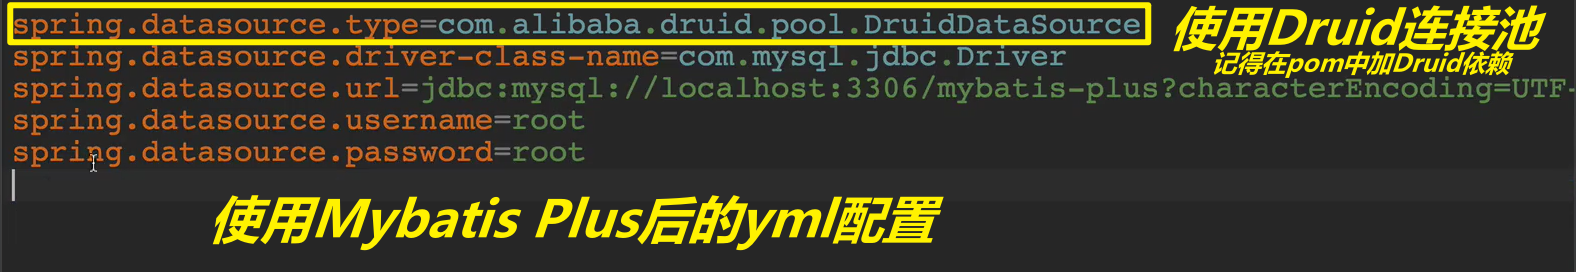 spring.datasource.type=com.alibaba.druid.pool.DruidDataSource
使用Druid连接池
记得在pom中加Druid依赖
spring.datasource.driver-class-name=com.mysql.jdbc.Driver
spring.datasource.url=jdbc:mysql://localhost:3306/mybatis-plus?characterEncoding=UTF-
spring.datasource.username=root
spring.datasource.password=root
使用Mybatis Plus后的yml配置